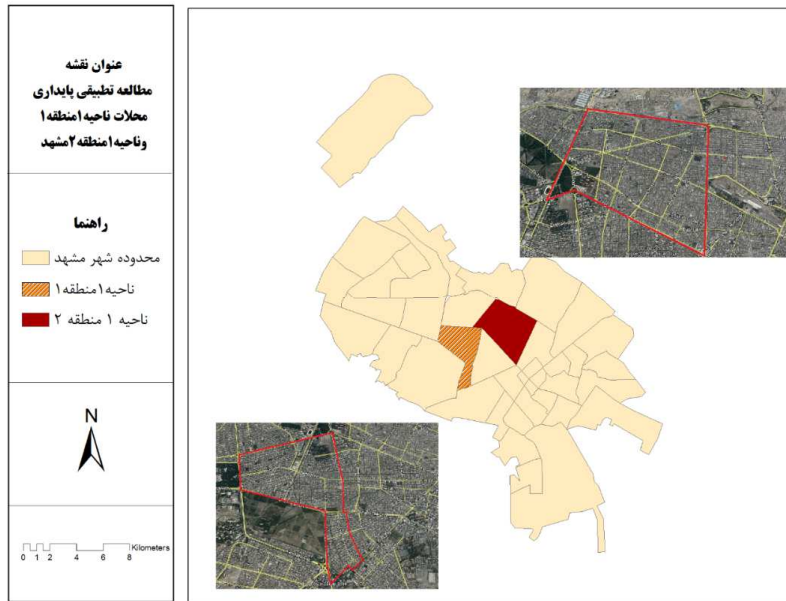 عنوان نقشه
مطالعه تطبیقی پایداری
محلات ناحیه۱منطقه۱
وناحیه۱منطقه۲مشهد
راهنما
محدوده شهر مشهد
ناحیه۱منطقه۱
ناحیه ۱ منطقه ۲
N
Kilometers
0 1 2 4 6 8